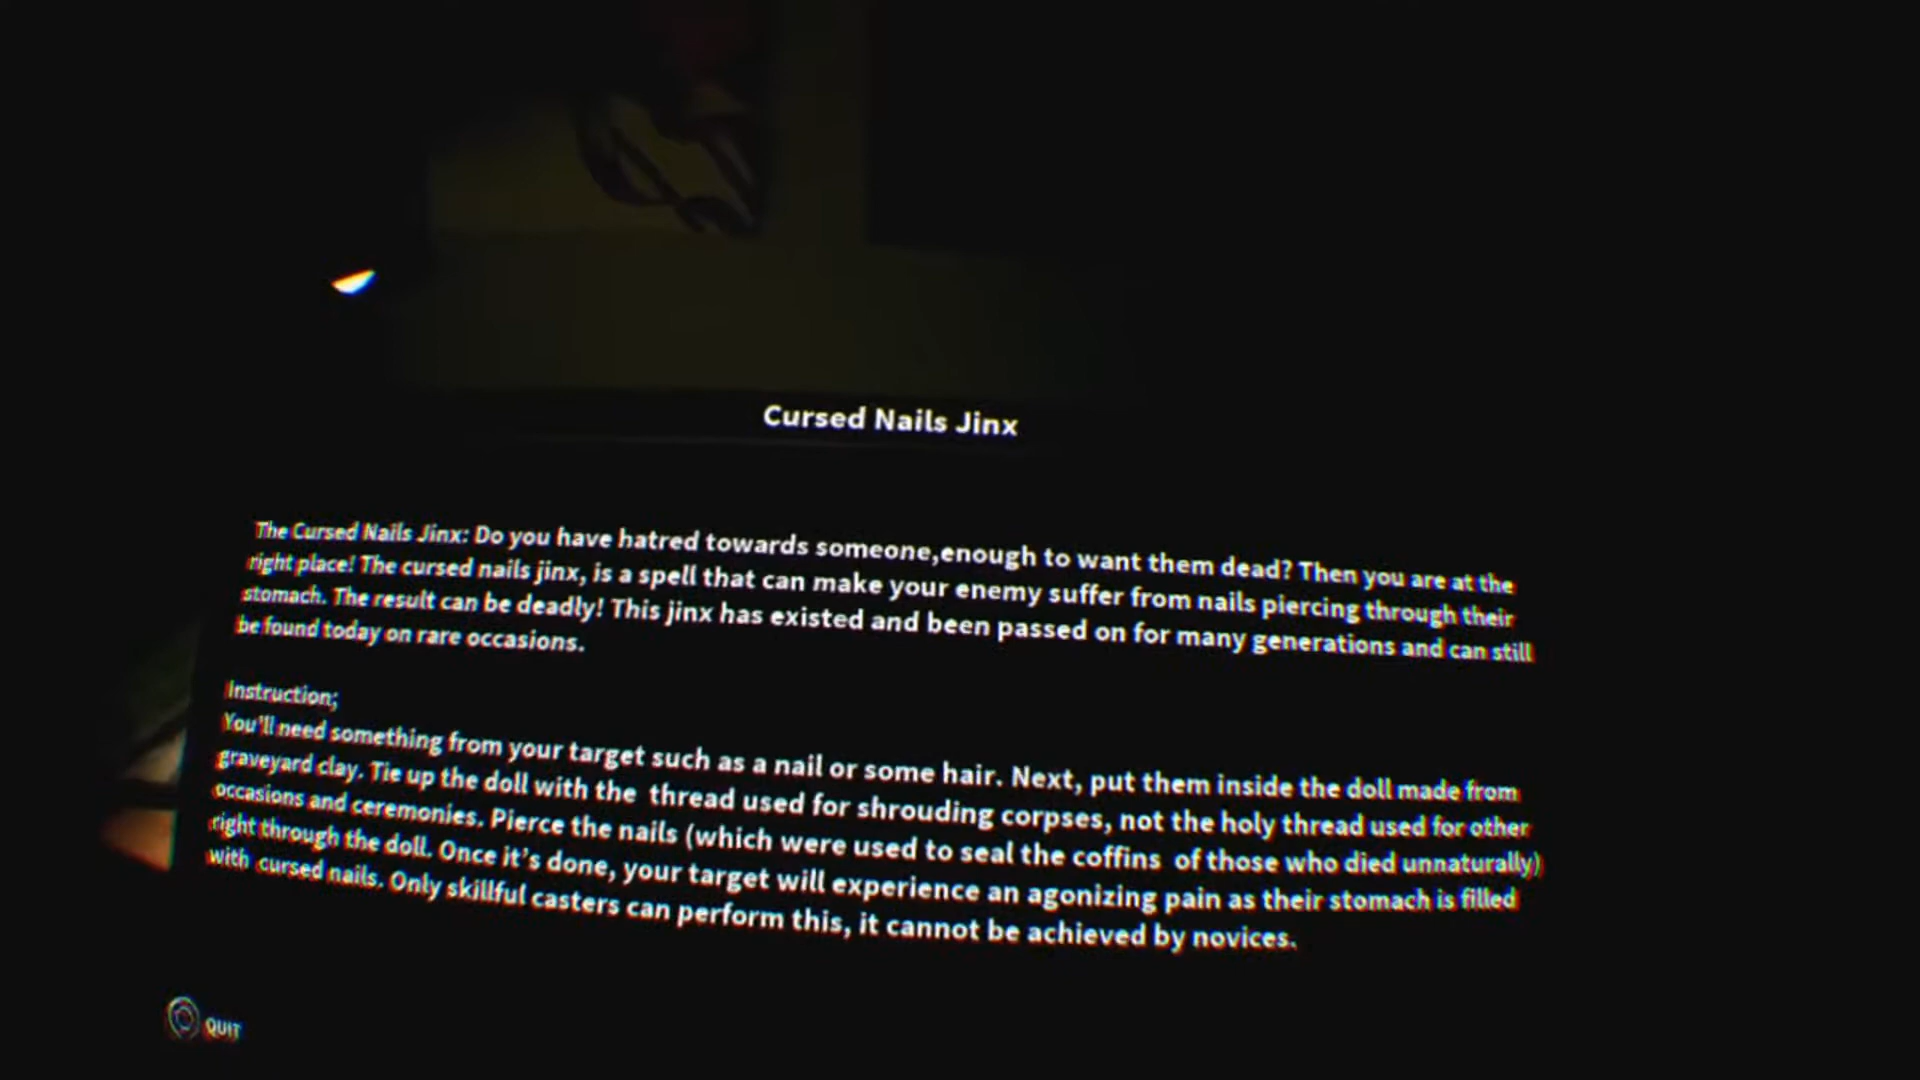 Cursed Nails Jinx
The Cursed Nails Jinx: Do you have hatred towards someone,enough to want them dead? Then you are at the
right place! The cursed nails jinx, is a spell that can make your enemy suffer from nails piercing through their
stomach. The result can be deadly! This jinx has existed and been passed on for many generations and can still
be found today on rare occasions.
Instruction;
You'll need something from your target such as a nail or some hair. Next, put them inside the doll made from
graveyard clay. Tie up the doll with the thread used for shrouding corpses, not the holy thread used for other
occasions and ceremonies. Pierce the nails (which were used to seal the coffins of those who died unnaturally)
right through the doll. Once it’s done, your target will experience an agonizing pain as their stomach is filled
with cursed nails. Only skillful casters can perform this, it cannot be achieved by novices.
QUIT